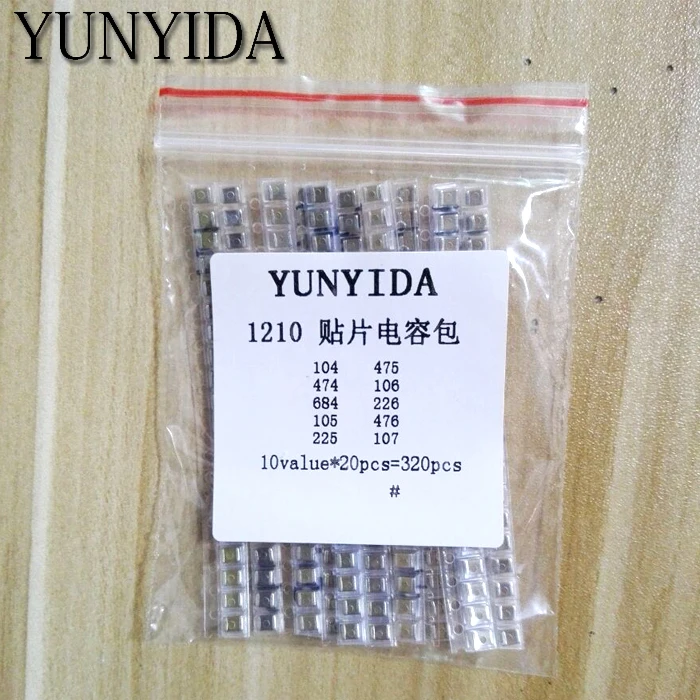 YUNYIDA
YUNYIDA
1210 贴片电容包
104 475
474 106
684 226
105 476
225 107
10value*20pcs=320pcs
#